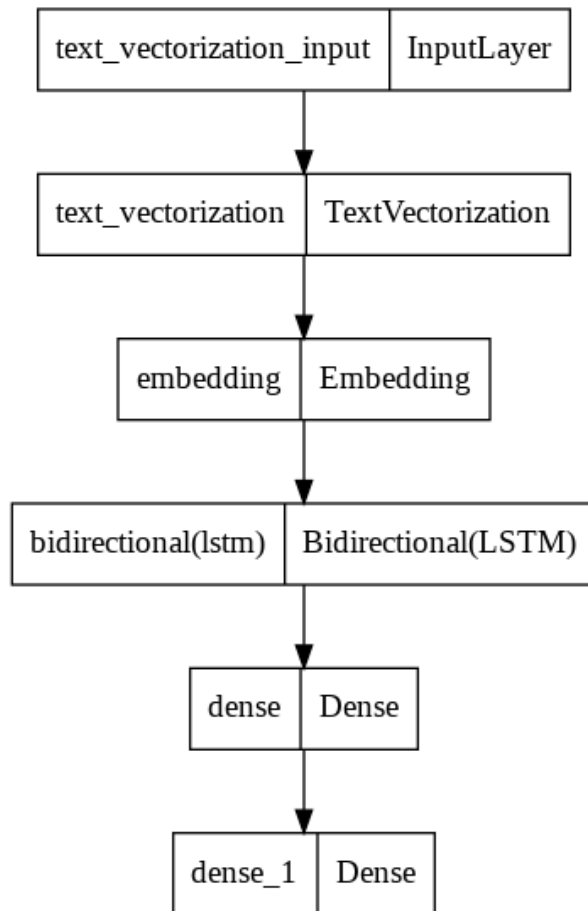 text_vectorization_input InputLayer
text_vectorization TextVectorization
embedding Embedding
bidirectional(lstm) Bidirectional(LSTM)
dense Dense
dense_1 Dense